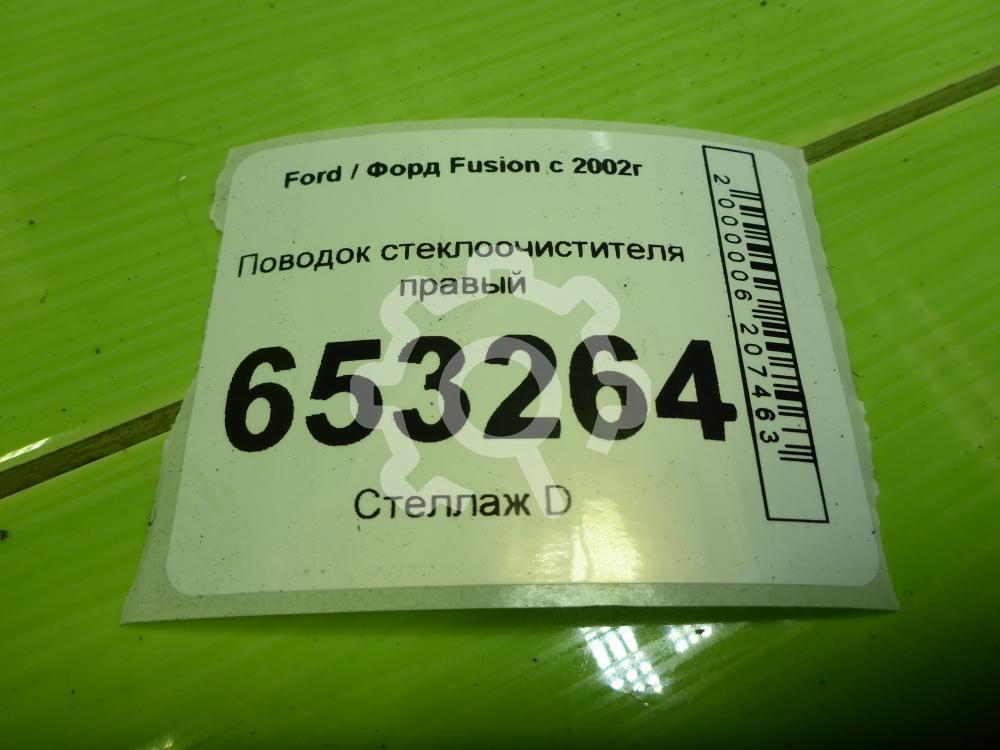 Ford / Форд Fusion с 2002г
Поводок стеклоочистителя
правый
653264
Стеллаж D
2000006207463